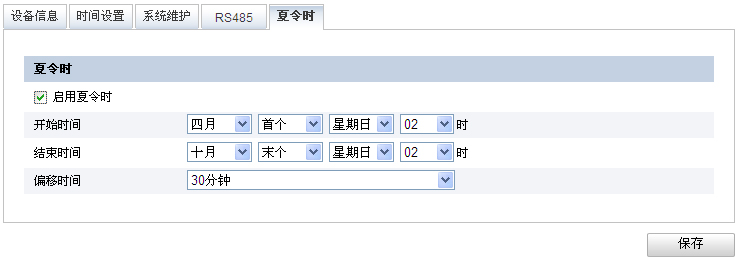 设备信息 时间设置 系统维护 RS485 夏令时
夏令时
启用夏令时
开始时间 四月 首个 星期日 02 时
结束时间 十月 末个 星期日 02 时
偏移时间 30分钟
保存